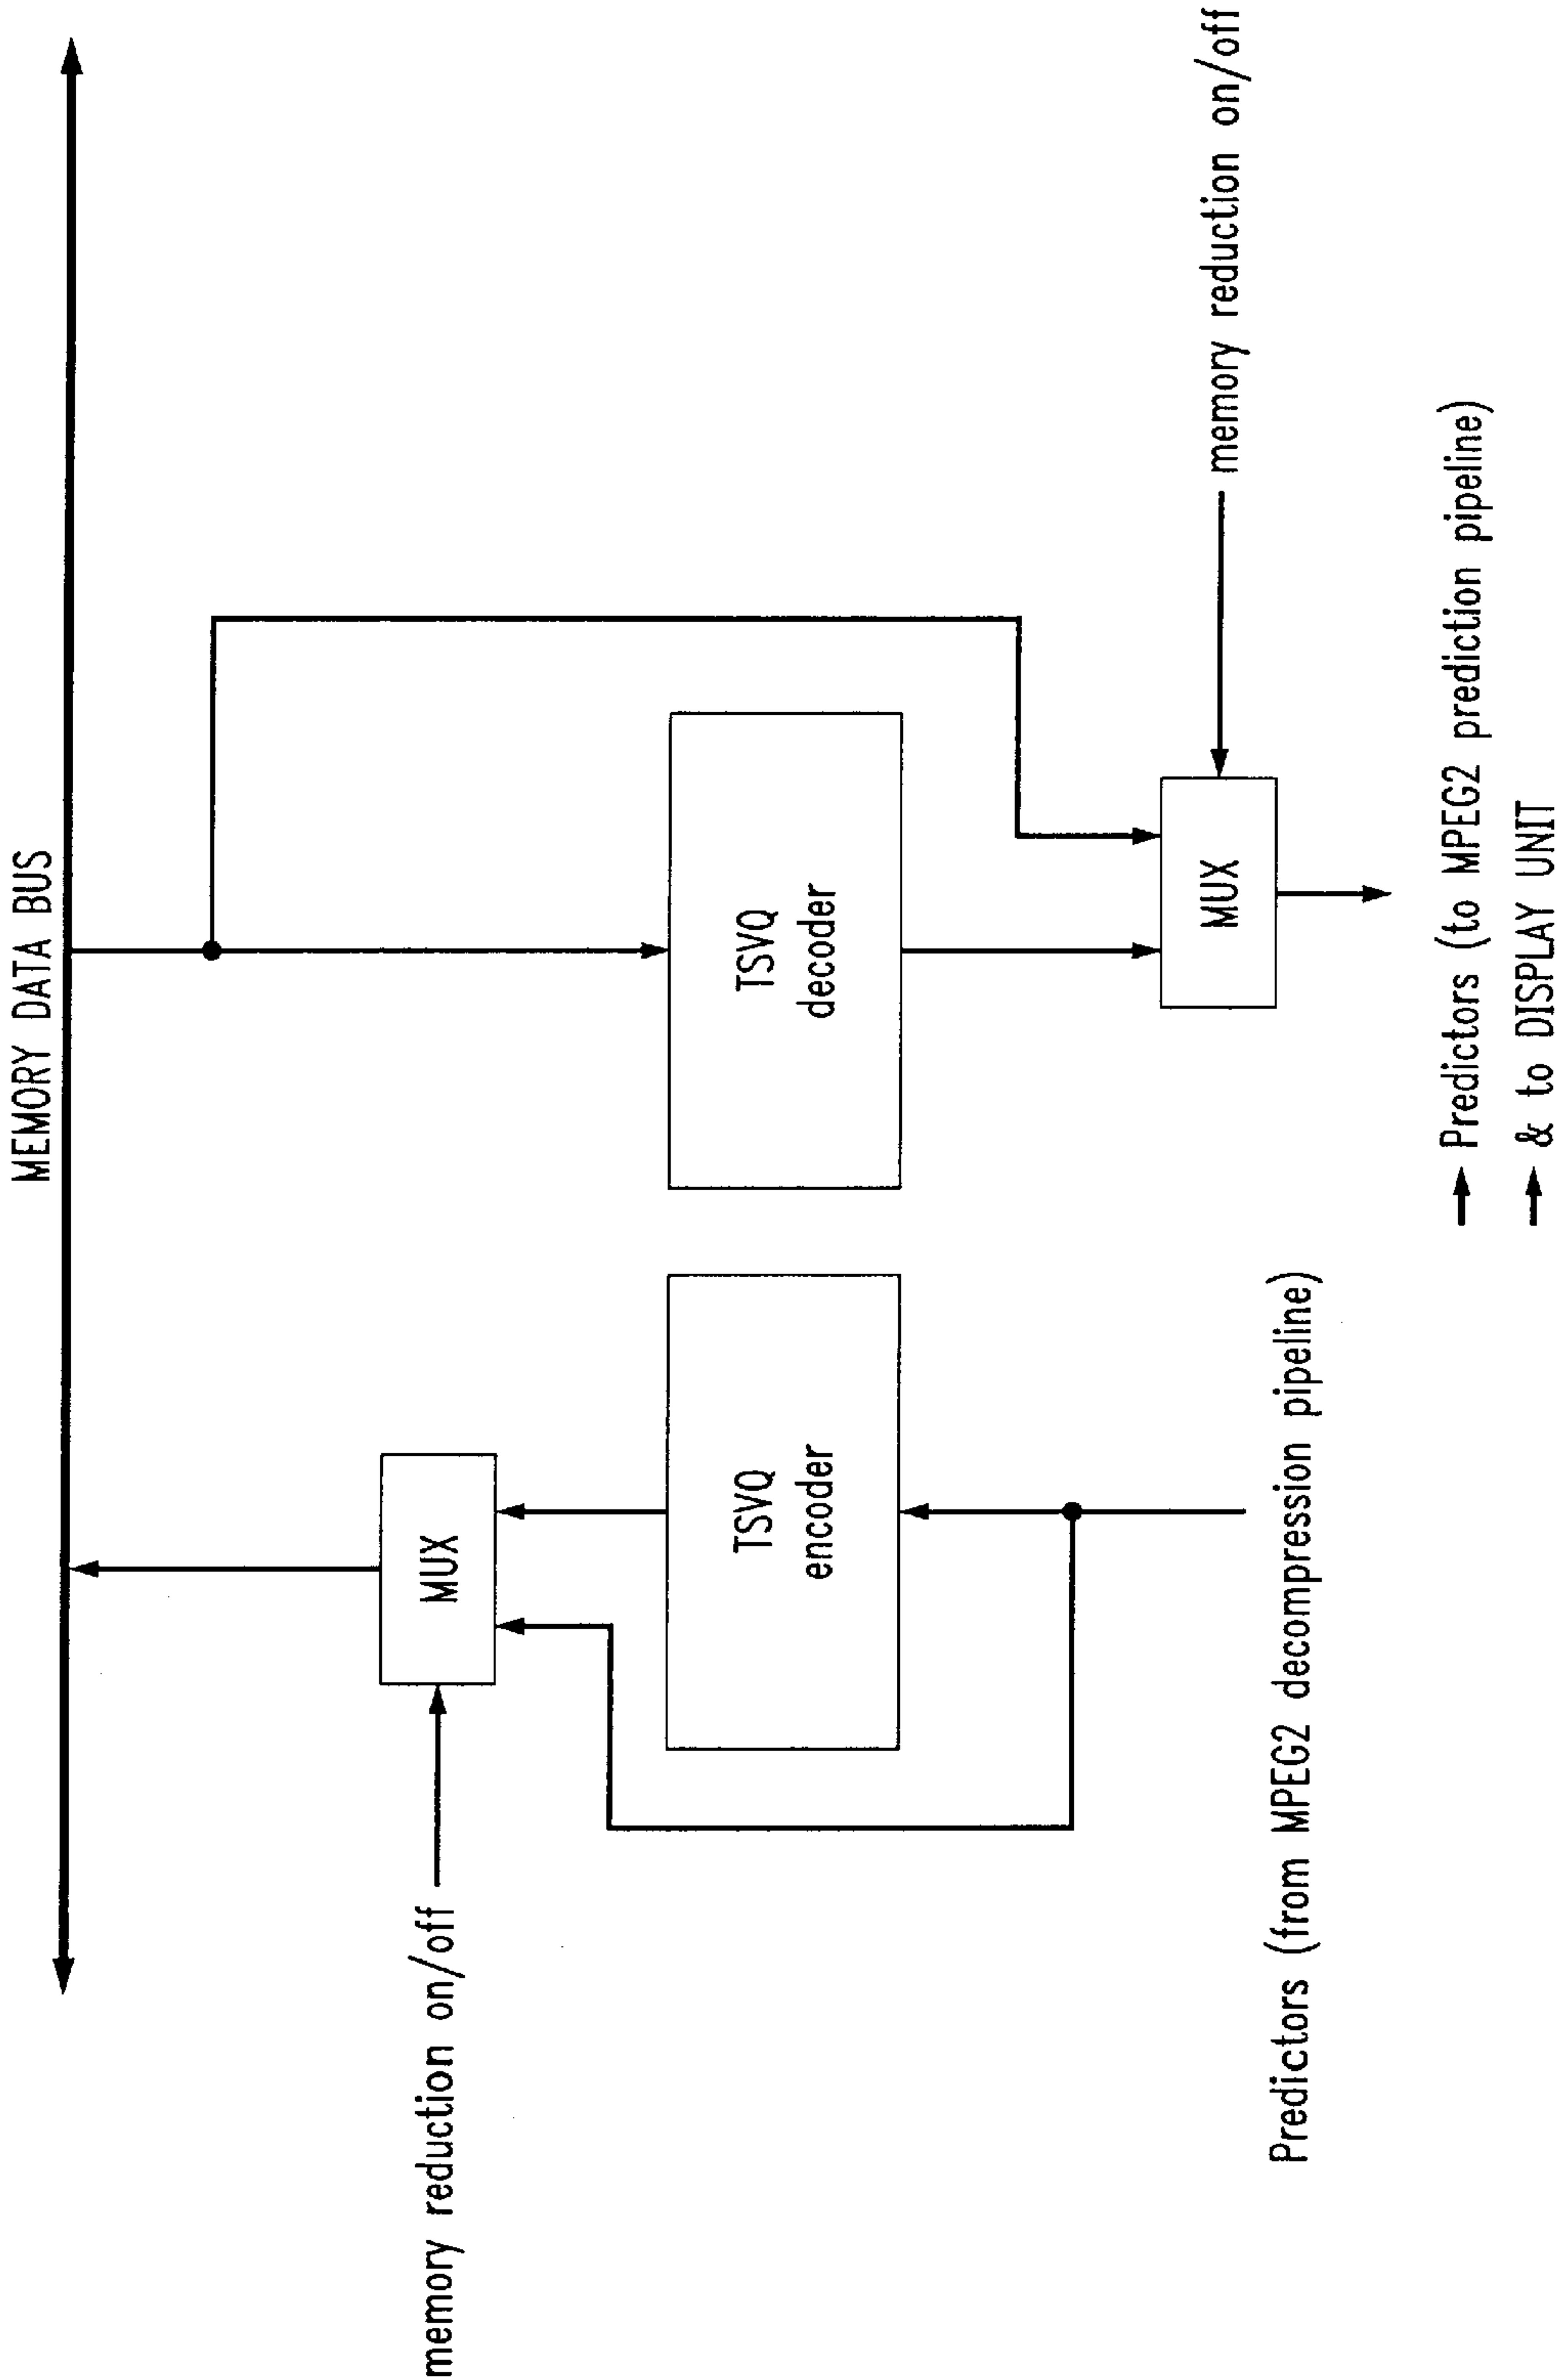 MEMORY DATA BUS
memory reduction on/off
MUX
TSVQ
encoder
Predictors (from MPEG2 decompression pipeline)
TSVQ
decoder
MUX
memory reduction on/off
Predictors (to MPEG2 prediction pipeline)
& to DISPLAY UNIT